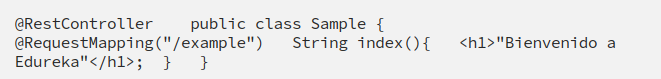 @RestController    public class Sample {
@RequestMapping("/example")   String index(){   <h1>"Bienvenido a
Edureka"</h1>;  }   }